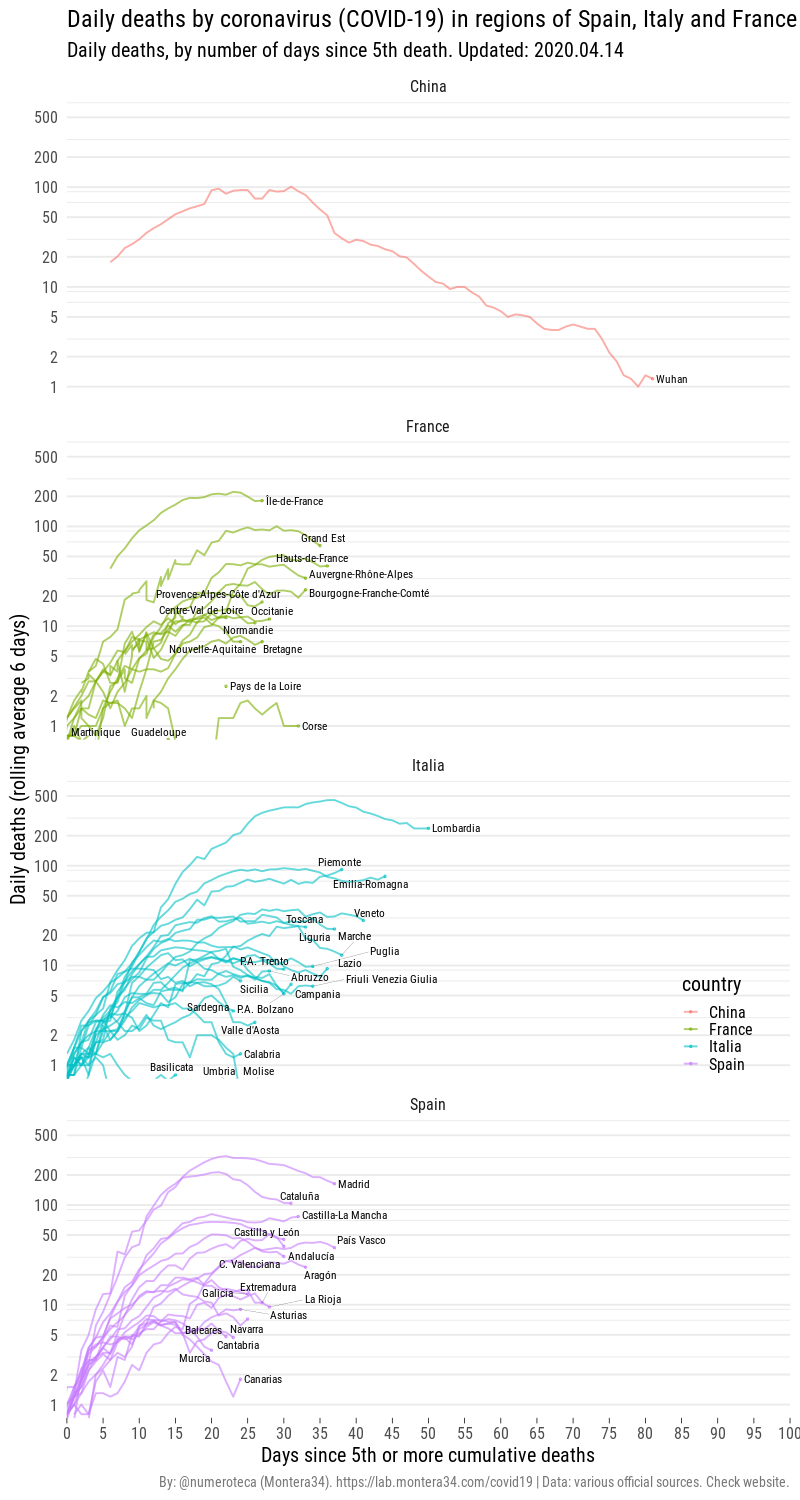 Daily deaths by coronavirus (COVID-19) in regions of Spain, Italy and France
Daily deaths, by number of days since 5th death. Updated: 2020.04.14
China
500
200
100
50
20
10
5
2
1
Wuhan
France
500
200
100
50
20
10
5
2
1
Île-de-France
Grand Est
Hauts-de-France
Auvergne-Rhône-Alpes
Provence-Alpes-Côte d'Azur
Bourgogne-Franche-Comté
Centre-Val de Loire
Occitanie
Normandie
Nouvelle-Aquitaine
Bretagne
Pays de la Loire
Corse
Martinique
Guadeloupe
Daily deaths (rolling average 6 days)
Italia
500
200
100
50
20
10
5
2
1
Lombardia
Piemonte
Emilia-Romagna
Veneto
Toscana
Liguria
Marche
Puglia
P.A. Trento
Lazio
Abruzzo
Friuli Venezia Giulia
Sicilia
Campania
Sardegna
P.A. Bolzano
Valle d'Aosta
Calabria
Basilicata
Umbria
Molise
country
China
France
Italia
Spain
Spain
500
200
100
50
20
10
5
2
1
Madrid
Cataluña
Castilla-La Mancha
Castilla y León
País Vasco
Andalucía
C. Valenciana
Aragón
Extremadura
Galicia
La Rioja
Asturias
Baleares
Navarra
Cantabria
Murcia
Canarias
0 5 10 15 20 25 30 35 40 45 50 55 60 65 70 75 80 85 90 95 100
Days since 5th or more cumulative deaths
By: @numeroteca (Montera34). https://lab.montera34.com/covid19 | Data: various official sources. Check website.